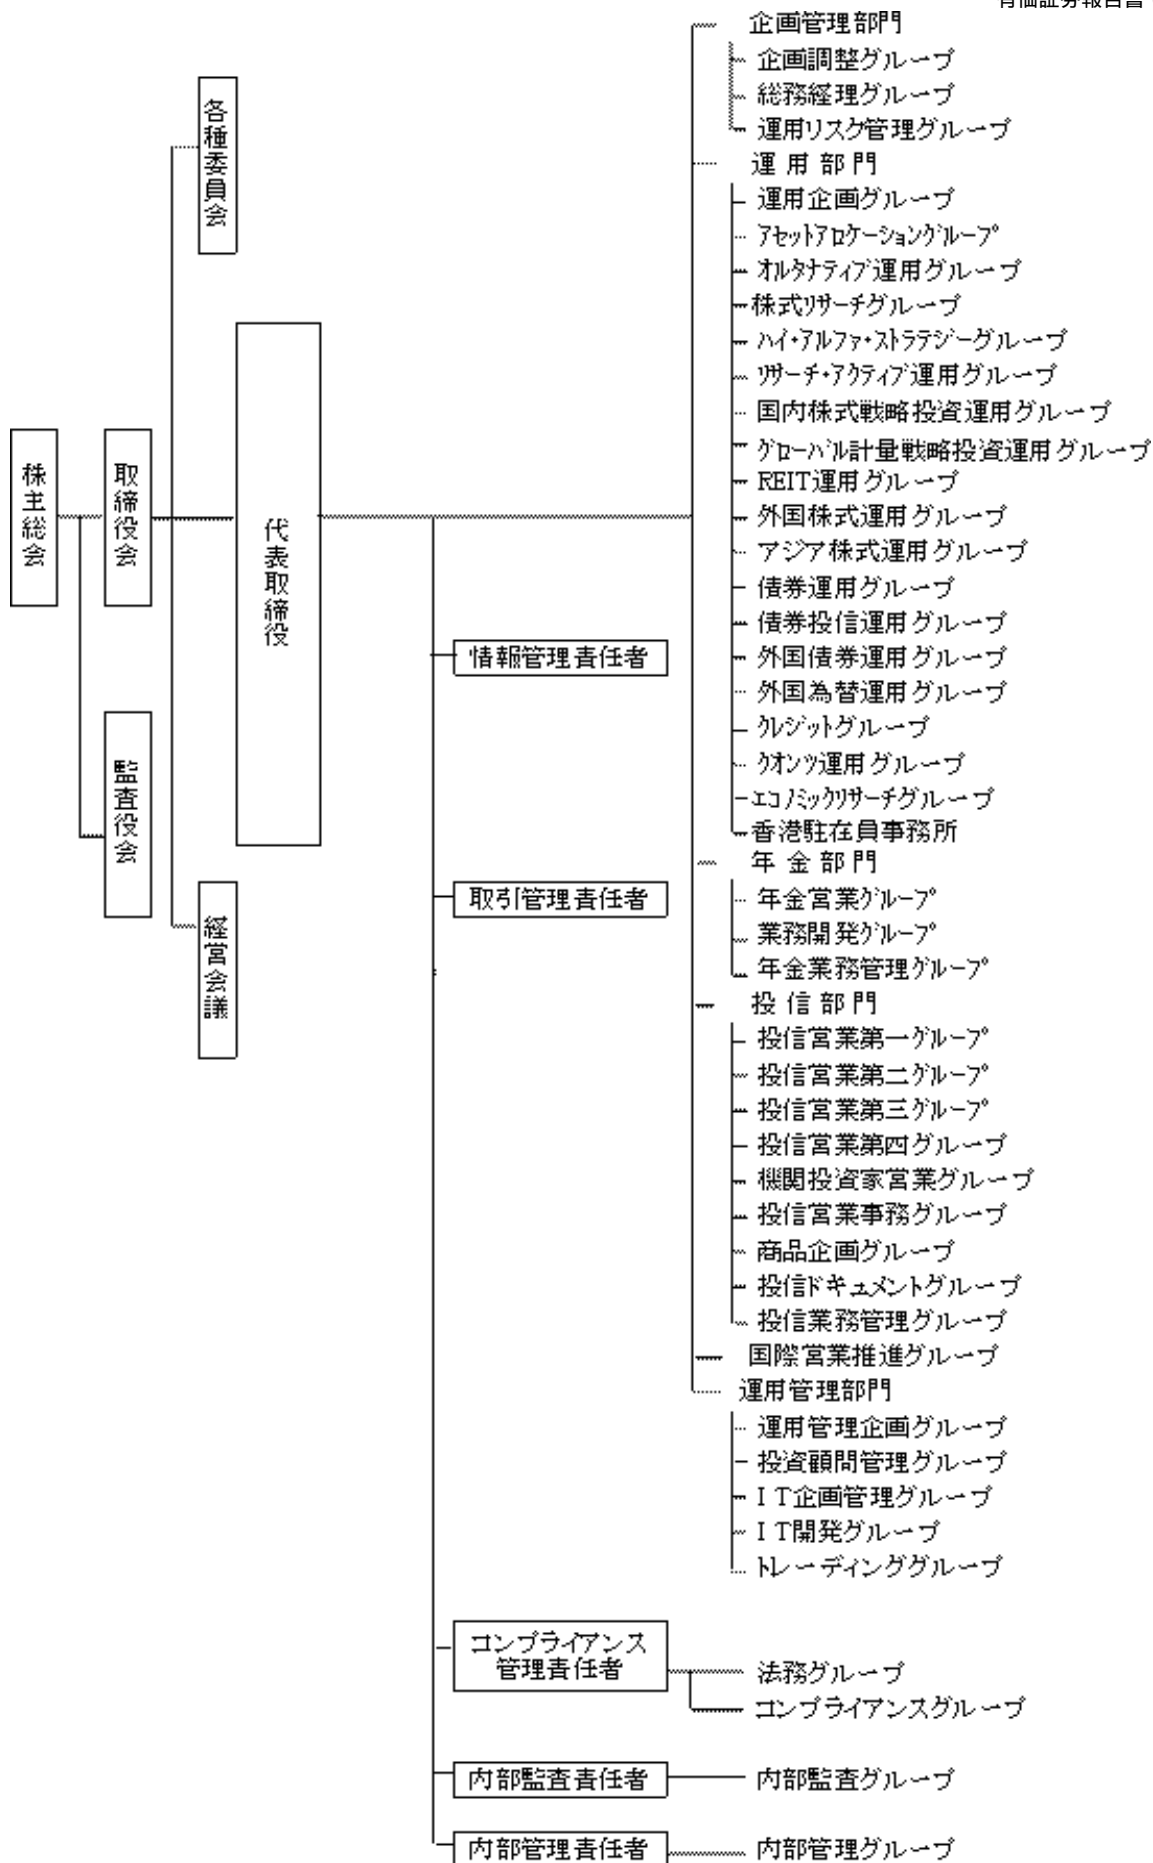 企画管理部門
企画調整グループ
総務経理グループ
運用リスク管理グループ
運用部門
運用企画グループ
アセットアロケーショングループ
オルタナティブ運用グループ
株式リサーチグループ
ハイ・アルファ・ストラテジーグループ
リサーチ・アクティブ運用グループ
国内株式戦略投資運用グループ
グローバル計量戦略投資運用グループ
REIT運用グループ
外国株式運用グループ
アジア株式運用グループ
債券運用グループ
債券投信運用グループ
外国債券運用グループ
外国為替運用グループ
クレジットグループ
クオンツ運用グループ
エコノミックリサーチグループ
香港駐在員事務所
年金部門
年金営業グループ
業務開発グループ
年金業務管理グループ
投信部門
投信営業第一グループ
投信営業第二グループ
投信営業第三グループ
投信営業第四グループ
機関投資家営業グループ
投信営業事務グループ
商品企画グループ
投信ドキュメントグループ
投信業務管理グループ
国際営業推進グループ
運用管理部門
運用管理企画グループ
投資顧問管理グループ
IT企画管理グループ
IT開発グループ
トレーディンググループ
株主総会
取締役会
監査役会
各種委員会
代表取締役
経営会議
情報管理責任者
取引管理責任者
コンプライアンス
管理責任者
法務グループ
コンプライアンスグループ
内部監査責任者
内部監査グループ
内部管理責任者
内部管理グループ